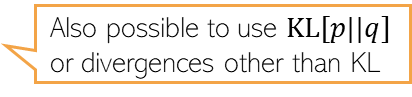 Also possible to use KL[p||q]
or divergences other than KL